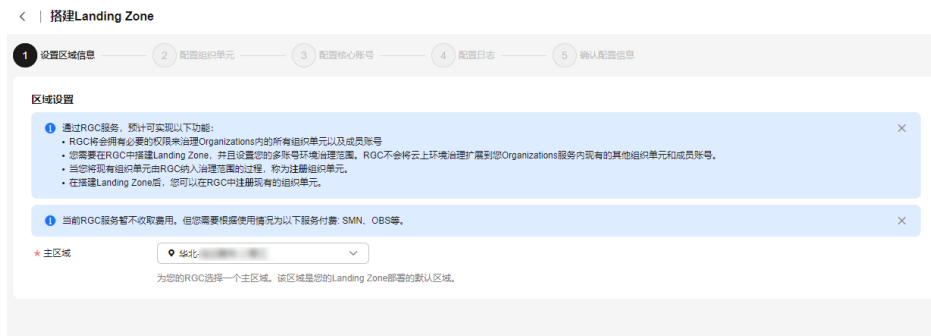 搭建Landing Zone
1 设置区域信息 2 配置组织单元 3 配置核心账号 4 配置日志 5 确认配置信息
区域设置
通过RGC服务，预计可实现以下功能：
• RGC将会拥有必要的权限来治理Organizations内的所有组织单元以及成员账号
• 您需要在RGC中搭建Landing Zone，并且设置您的多账号环境治理范围。RGC不会将云上环境治理扩展到您Organizations服务内现有的其他组织单元和成员账号。
• 当您将现有组织单元由RGC纳入治理范围的过程，称为注册组织单元。
• 在搭建Landing Zone后，您可以在RGC中注册现有的组织单元。
当前RGC服务暂不收取费用。但您需要根据使用情况为以下服务付费: SMN、OBS等。
* 主区域 华北-
为您的RGC选择一个主区域。该区域是您的Landing Zone部署的默认区域。